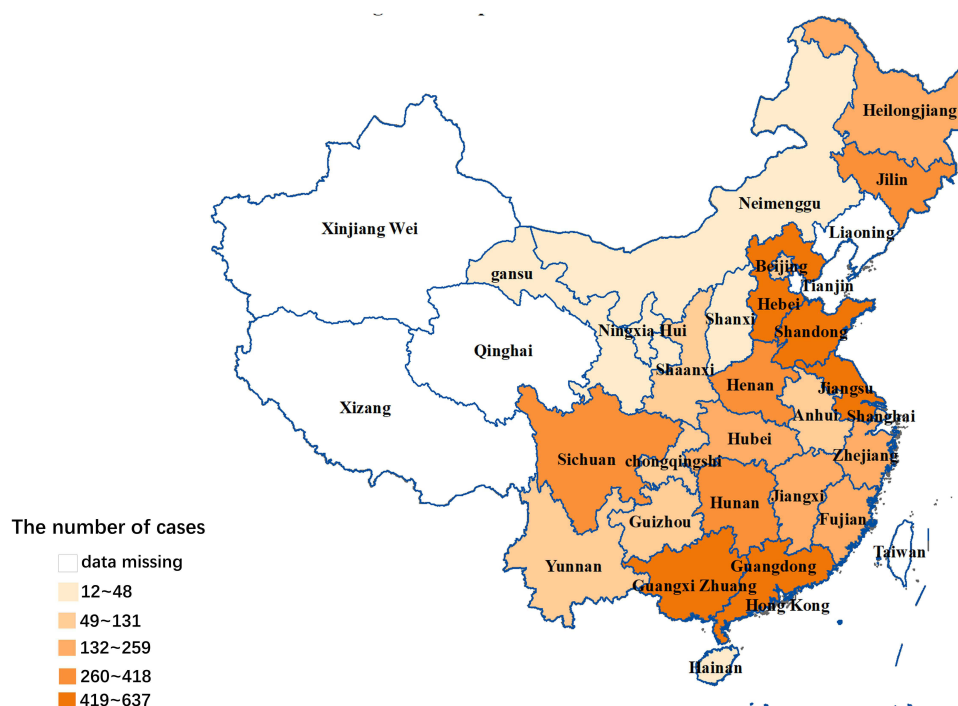 Heilongjiang
Jilin
Neimenggu
Liaoning
Xinjiang Wei
Beijing
gansu
Tianjin
Hebei
Shanxi
Ningxia Hui
Shandong
Qinghai
Shaanxi
Henan
Jiangsu
Xizang
Anhui
Shanghai
Hubei
Zhejiang
Sichuan
chongqingshi
Jiangxi
Hunan
Guizhou
Fujian
Taiwan
Yunnan
Guangdong
Guangxi Zhuang
Hong Kong
Hainan
The number of cases
data missing
12~48
49~131
132~259
260~418
419~637